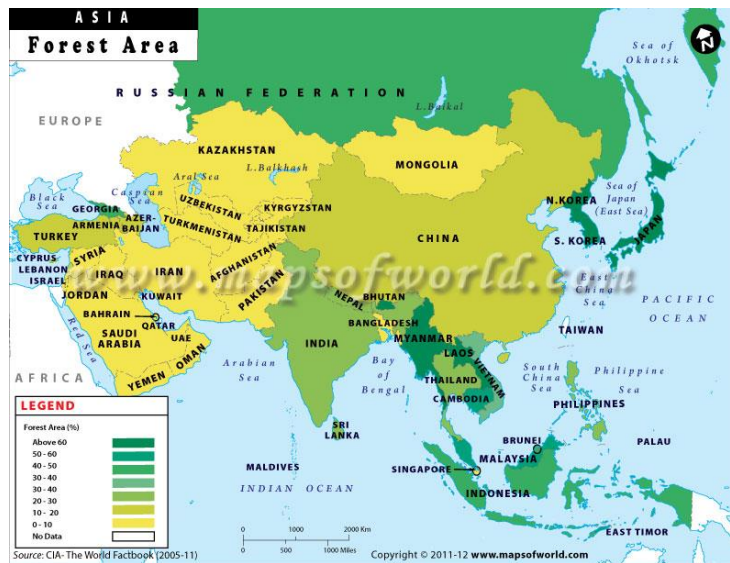 ASIA
Forest Area
N
Sea of
Okhotsk
RUSSIAN FEDERATION
L.Baikal
EUROPE
KAZAKHSTAN
Aral Sea
L.Balkhash
MONGOLIA
Black
Sea
Caspian
Sea
GEORGIA
ARMENIA
AZER-
BAIJAN
UZBEKISTAN
TURKMENISTAN
KYRGYZSTAN
TAJIKISTAN
N.KOREA
Sea of
Japan
(East Sea)
TURKEY
CHINA
S. KOREA
JAPAN
CYPRUS
LEBANON
ISRAEL
SYRIA
IRAQ
IRAN
AFGHANISTAN
PAKISTAN
www.mapsofworld.com
East
China
Sea
JORDAN
KUWAIT
NEPAL
BHUTAN
PACIFIC
OCEAN
BAHRAIN
QATAR
SAUDI
ARABIA
UAE
OMAN
BANGLADESH
MYANMAR
TAIWAN
Red Sea
INDIA
LAOS
VIETNAM
Arabian
Sea
Bay
of
Bengal
THAILAND
South
China
Sea
Philippine
Sea
AFRICA
YEMEN
CAMBODIA
PHILIPPINES
LEGEND
Forest Area (%)
Above 60
50 - 60
40 - 50
30 - 40
20 - 30
10 - 20
0 - 10
No Data
SRI
LANKA
BRUNEI
PALAU
MALDIVES
MALAYSIA
SINGAPORE
INDIAN OCEAN
INDONESIA
EAST TIMOR
0 1000 2000 Km
0 500 1000 Miles
Source: CIA- The World Factbook (2005-11)
Copyright © 2011-12 www.mapsofworld.com